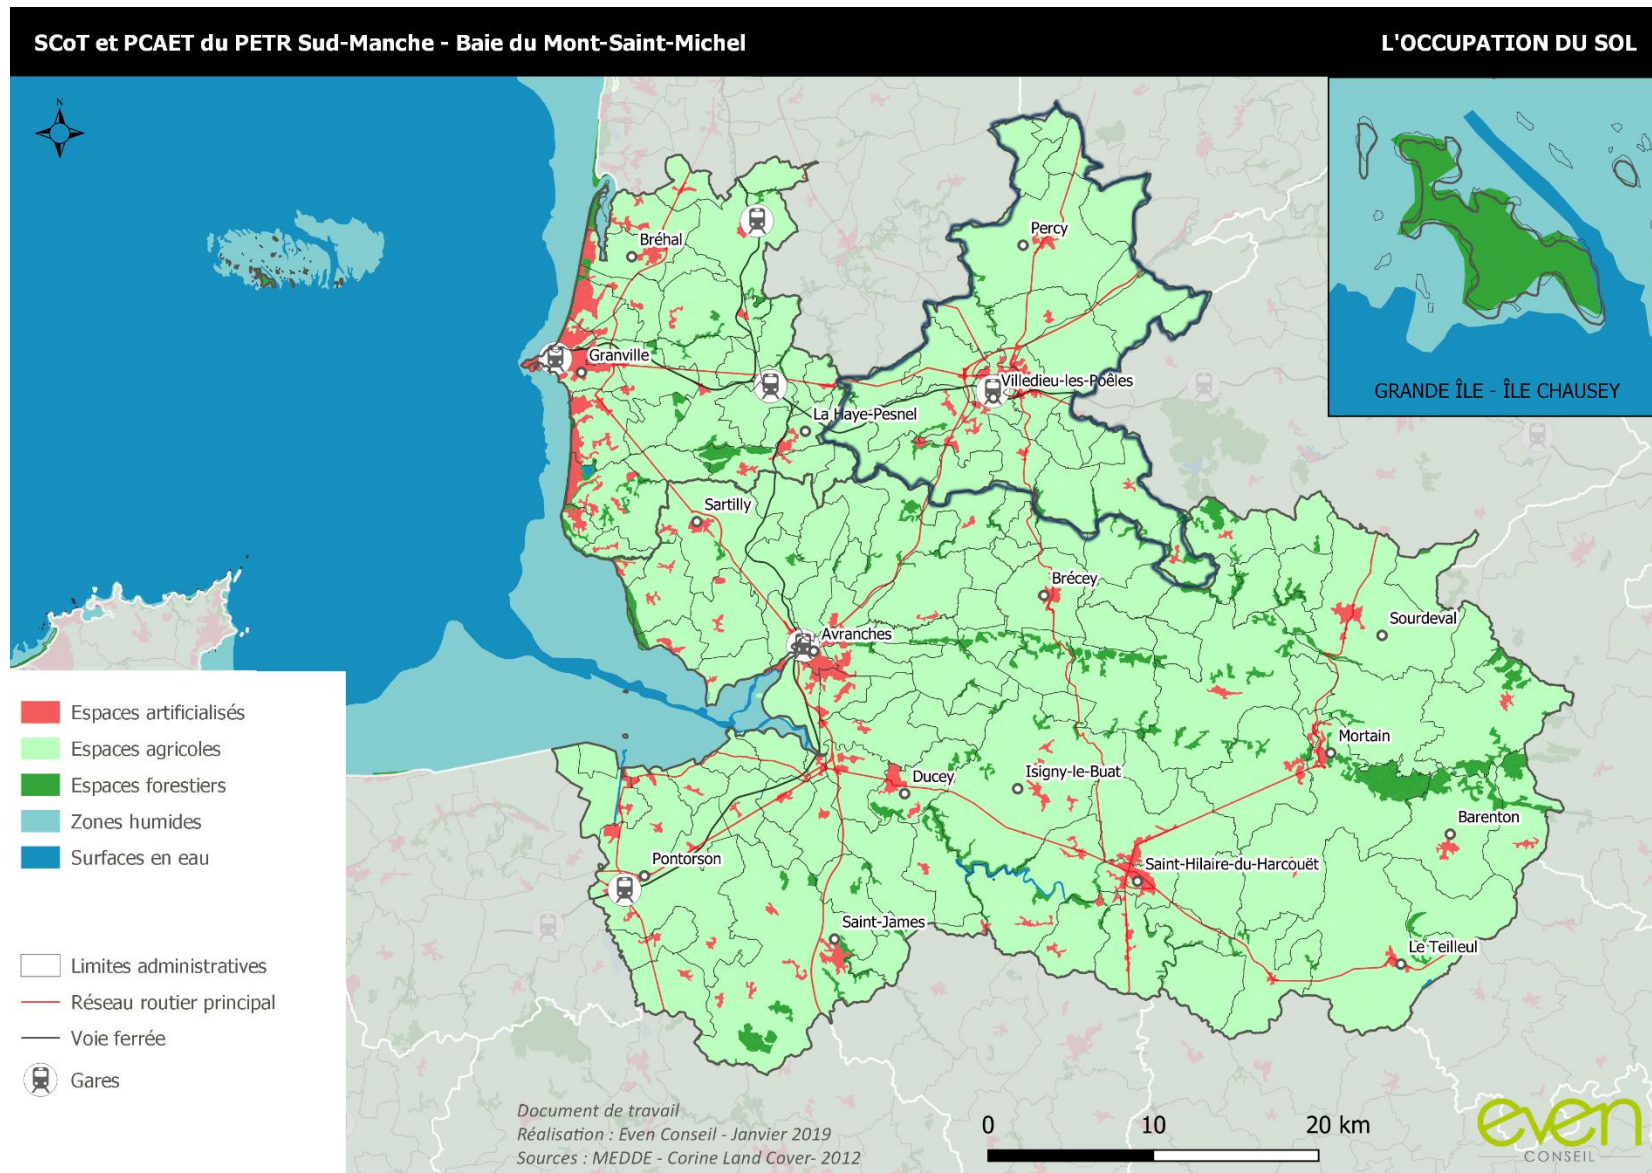 SCoT et PCAET du PETR Sud-Manche - Baie du Mont-Saint-Michel
L'OCCUPATION DU SOL
N
GRANDE ÎLE - ÎLE CHAUSEY
Percy
Bréhal
Granville
Villedieu-les-Poêles
La Haye-Pesnel
Sartilly
Brécey
Sourdeval
Avranches
Mortain
Ducey
Isigny-le-Buat
Barenton
Pontorson
Saint-Hilaire-du-Harcouët
Saint-James
Le Teilleul
Espaces artificialisés
Espaces agricoles
Espaces forestiers
Zones humides
Surfaces en eau
Limites administratives
Réseau routier principal
Voie ferrée
Gares
Document de travail
Réalisation : Even Conseil - Janvier 2019
Sources : MEDDE - Corine Land Cover- 2012
0 10 20 km
even
CONSEIL